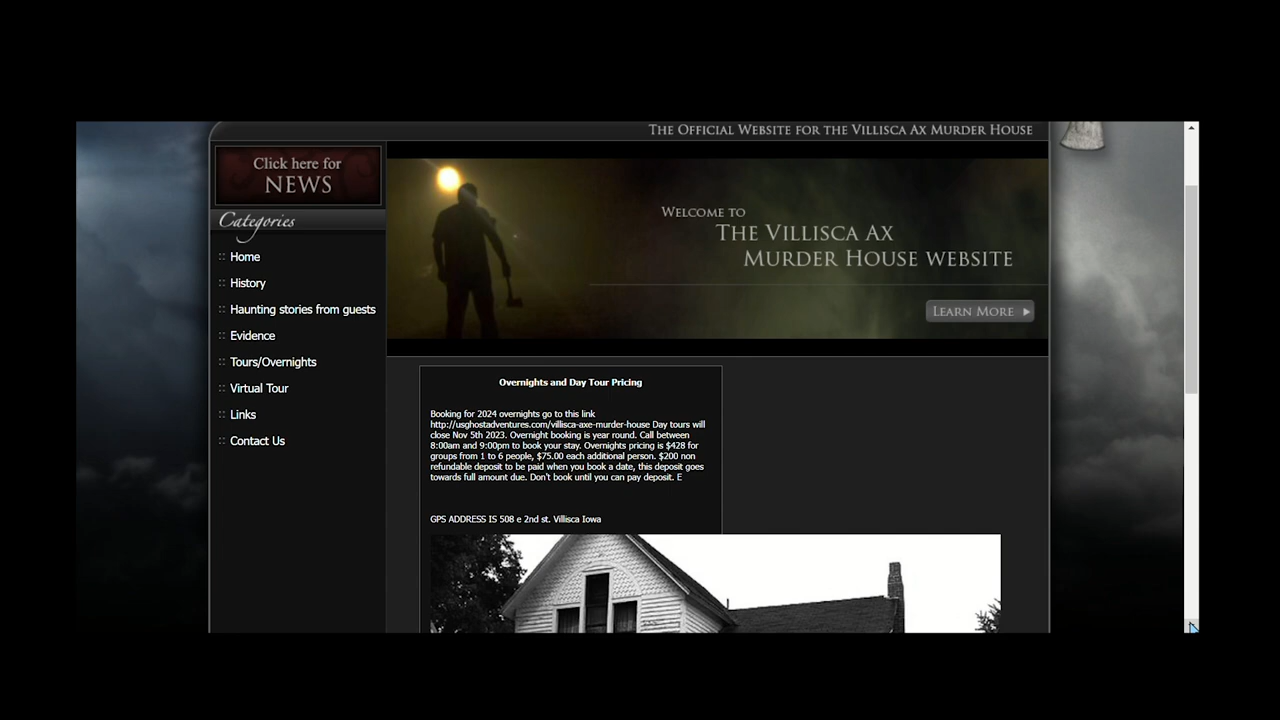 The Official Website for the Villisca Ax Murder House
Click here for
NEWS
Categories
:: Home
:: History
:: Haunting stories from guests
:: Evidence
:: Tours/Overnights
:: Virtual Tour
:: Links
:: Contact Us
Welcome to
The Villisca Ax
Murder House website
Learn More
Overnights and Day Tour Pricing
Booking for 2024 overnights go to this link
http://usghostadventures.com/villisca-axe-murder-house Day tours will
close Nov 5th 2023. Overnight booking is year round. Call between
8:00am and 9:00pm to book your stay. Overnights pricing is $428 for
groups from 1 to 6 people, $75.00 each additional person. $200 non
refundable deposit to be paid when you book a date, this deposit goes
towards full amount due. Don't book until you can pay deposit. E
GPS ADDRESS IS 508 e 2nd st. Villisca Iowa